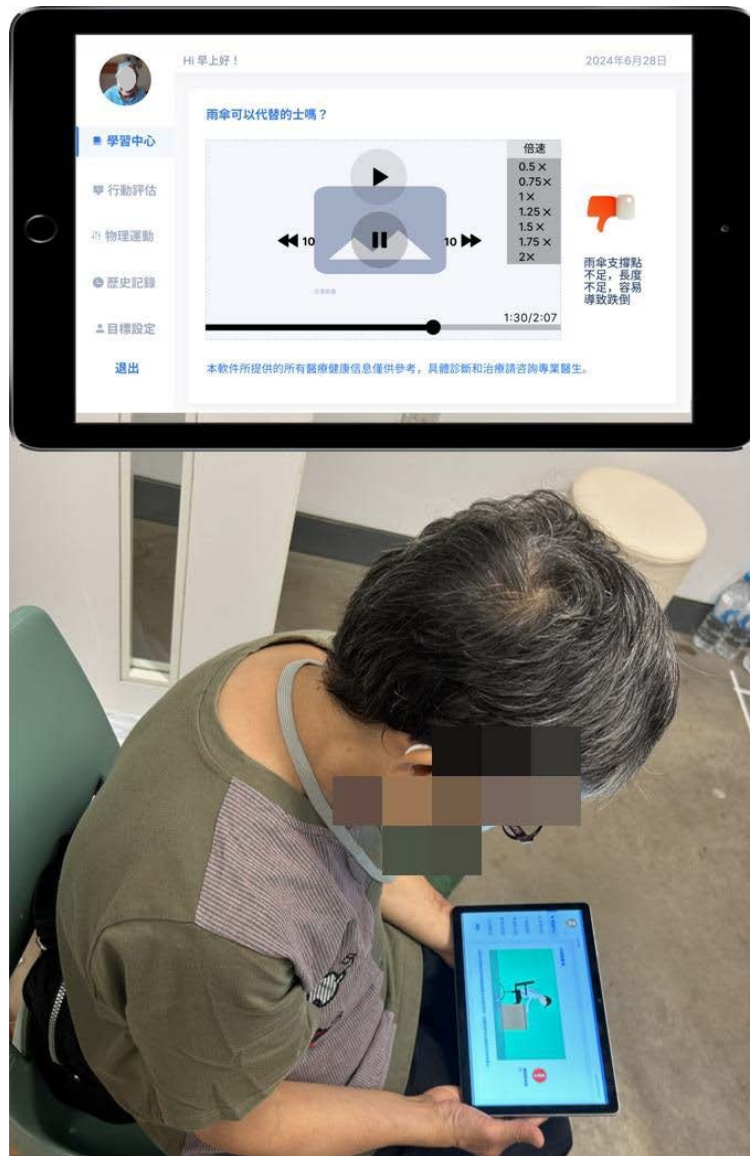 Hi 早上好！
2024年6月28日
學習中心
行動評估
物理運動
歷史記錄
目標設定
退出
雨傘可以代替的士嗎？
倍速
0.5×
0.75×
1×
1.25×
1.5×
1.75×
2×
10
10
1:30/2:07
雨傘支撐點
不足，長度
不足，容易
導致跌倒
本軟件所提供的所有醫療健康信息僅供參考，具體診斷和治療請咨詢專業醫生。